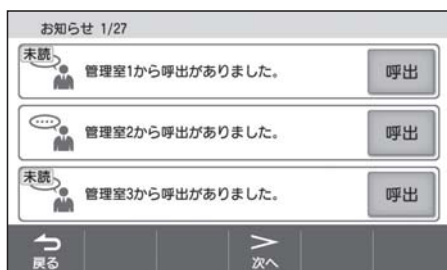 お知らせ 1/27
未読
管理室1から呼出がありました。
呼出
管理室2から呼出がありました。
呼出
未読
管理室3から呼出がありました。
呼出
戻る
次へ